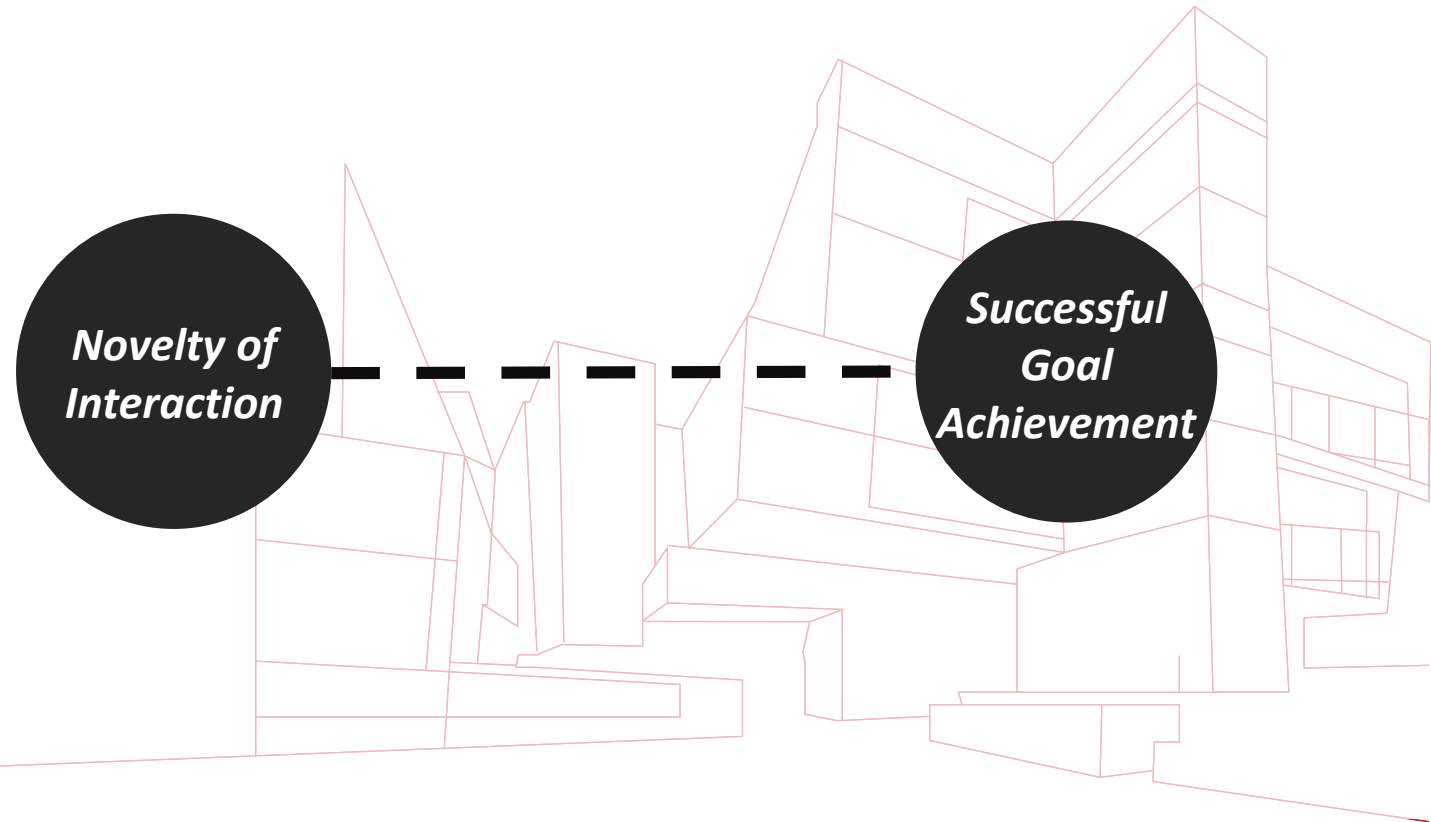 Novelty of
Interaction
Successful
Goal
Achievement